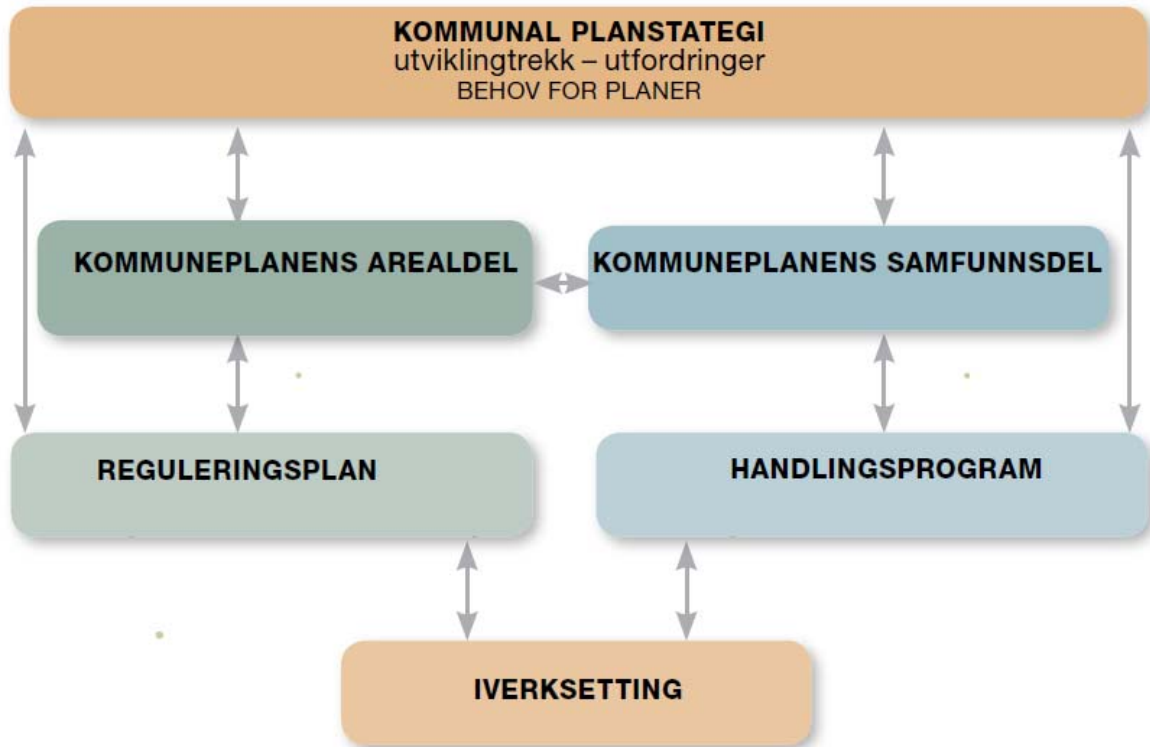 KOMMUNAL PLANSTATEGI
utviklingtrekk – utfordringer
BEHOV FOR PLANER
KOMMUNEPLANENS AREALDEL
KOMMUNEPLANENS SAMFUNNSDEL
REGULERINGSPLAN
HANDLINGSPROGRAM
IVERKSETTING